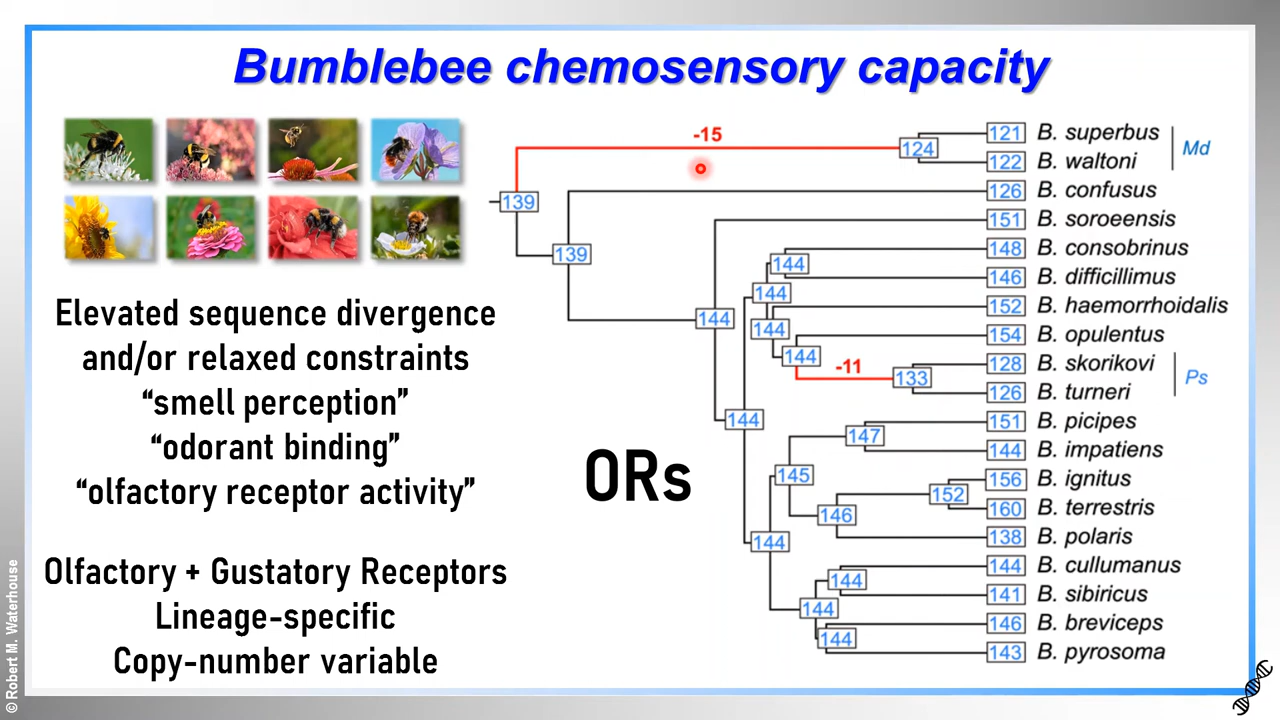 Bumblebee chemosensory capacity
Elevated sequence divergence
and/or relaxed constraints
“smell perception”
“odorant binding”
“olfactory receptor activity”
Olfactory + Gustatory Receptors
Lineage-specific
Copy-number variable
ORs
-15
-11
139
139
144
124
144
144
144
144
133
144
147
145
152
146
144
144
144
144
121 B. superbus
122 B. waltoni
Md
126 B. confusus
151 B. soroeensis
148 B. consobrinus
146 B. difficillimus
152 B. haemorrhoidalis
154 B. opulentus
128 B. skorikovi
126 B. turneri
Ps
151 B. picipes
144 B. impatiens
156 B. ignitus
160 B. terrestris
138 B. polaris
144 B. cullumanus
141 B. sibiricus
146 B. breviceps
143 B. pyrosoma
© Robert M. Waterhouse